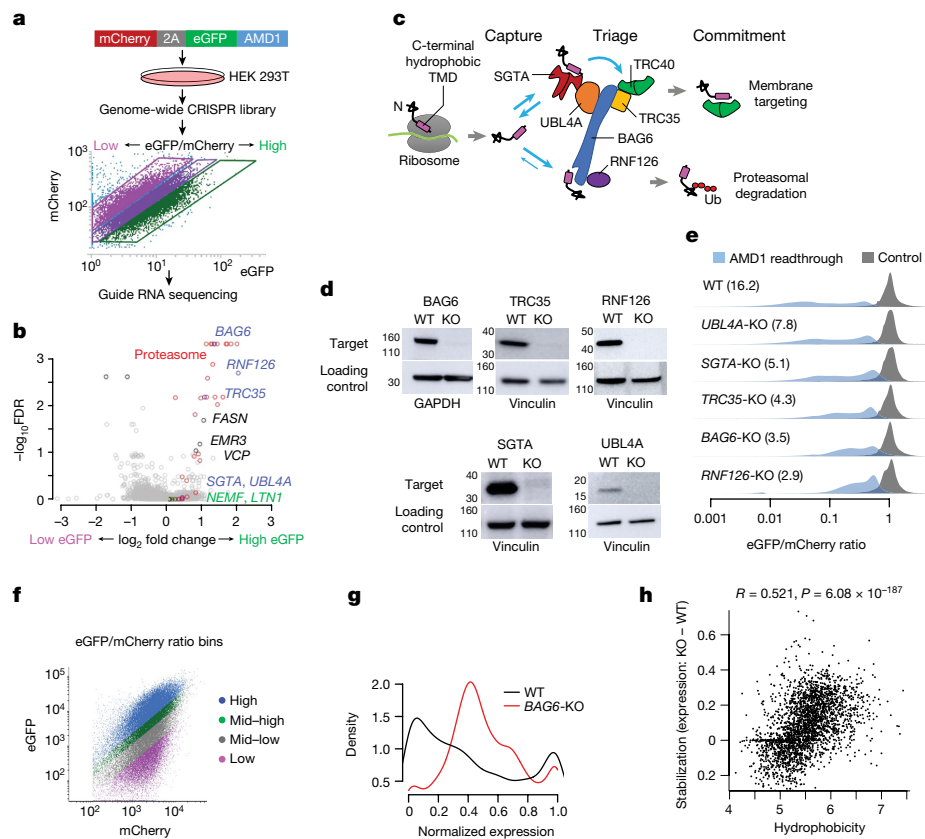 a
mCherry 2A eGFP AMD1
HEK 293T
Genome-wide CRISPR library
Low eGFP/mCherry High
10³
10²
mCherry
10⁰ 10¹ 10²
eGFP
Guide RNA sequencing
b
BAG6
Proteasome
RNF126
TRC35
FASN
EMR3
VCP
SGTA, UBL4A
NEMF, LTN1
−log₁₀FDR
3
2
1
0
−3 −2 −1 0 1 2 3
Low eGFP log₂ fold change High eGFP
c
Capture Triage Commitment
C-terminal
hydrophobic
TMD
N
Ribosome
SGTA
UBL4A
TRC40
TRC35
BAG6
RNF126
Membrane
targeting
Proteasomal
degradation
Ub
d
BAG6 TRC35 RNF126
WT KO WT KO WT KO
Target
160
110
40
30
50
40
Loading
control
30
110
160
110
GAPDH Vinculin Vinculin
SGTA UBL4A
WT KO WT KO
Target
40
30
20
15
Loading
control
160
110
160
110
Vinculin Vinculin
e
AMD1 readthrough Control
WT (16.2)
UBL4A-KO (7.8)
SGTA-KO (5.1)
TRC35-KO (4.3)
BAG6-KO (3.5)
RNF126-KO (2.9)
0.001 0.01 0.1 1
eGFP/mCherry ratio
f
eGFP/mCherry ratio bins
10⁵
10⁴
10³
10²
eGFP
10² 10³ 10⁴
mCherry
High
Mid–high
Mid–low
Low
g
WT
BAG6-KO
2.0
1.5
1.0
0.5
Density
0 0.2 0.4 0.6 0.8 1.0
Normalized expression
h
R = 0.521, P = 6.08 × 10⁻¹⁸⁷
Stabilization (expression: KO − WT)
0.6
0.4
0.2
0
0.2
4 5 6 7
Hydrophobicity